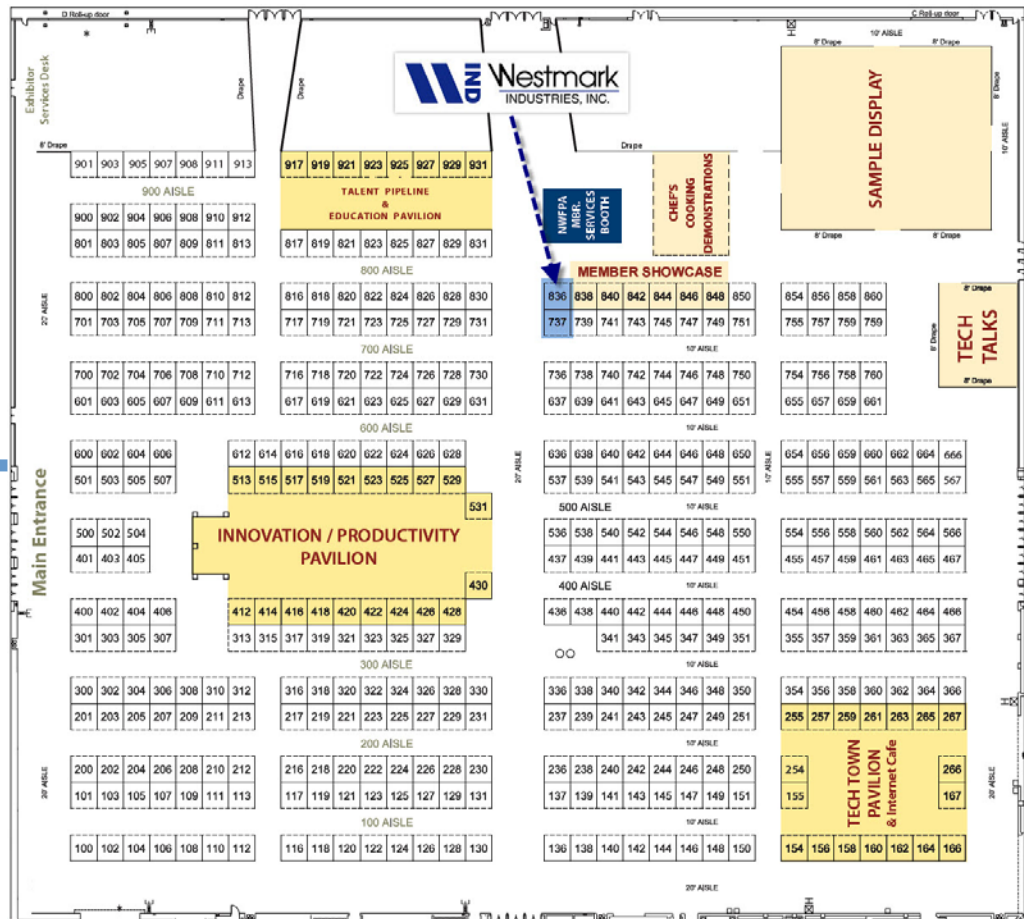 D Roll-up door
C Roll-up door
10' AISLE
8' Drape 8' Drape
Exhibitor
Services Desk
Drape
Drape
W IND Westmark
INDUSTRIES, INC.
SAMPLE DISPLAY
8' Drape
10' AISLE
8' Drape
Drape
901 903 905 907 908 911 913
917 919 921 923 925 927 929 931
900 AISLE
TALENT PIPELINE
&
EDUCATION PAVILION
NWFPA
MBR.
SERVICES
BOOTH
CHEF'S
COOKING
DEMONSTRATIONS
900 902 904 906 908 910 912
801 803 805 807 809 811 813
817 819 821 823 825 827 829 831
8' Drape 8' Drape
800 AISLE
MEMBER SHOWCASE
20' AISLE
800 802 804 806 808 810 812
816 818 820 822 824 826 828 830
836 838 840 842 844 846 848 850
854 856 858 860
701 703 705 707 709 711 713
717 719 721 723 725 727 729 731
737 739 741 743 745 747 749 751
755 757 759 759
8' Drape
TECH
TALKS
8' Drape
8' Drape
700 AISLE
10' AISLE
700 702 704 706 708 710 712
716 718 720 722 724 726 728 730
736 738 740 742 744 746 748 750
754 756 758 760
601 603 605 607 609 611 613
617 619 621 623 625 627 629 631
637 639 641 643 645 647 649 651
655 657 659 661
600 AISLE
10' AISLE
600 602 604 606
612 614 616 618 620 622 624 626 628
636 638 640 642 644 646 648 650
654 656 659 660 662 664 666
501 503 505 507
513 515 517 519 521 523 525 527 529
537 539 541 543 545 547 549 551
555 557 559 561 563 565 567
20' AISLE
10' AISLE
531
500 AISLE
10' AISLE
Main Entrance
INNOVATION / PRODUCTIVITY
PAVILION
500 502 504
536 538 540 542 544 546 548 550
554 556 558 560 562 564 566
401 403 405
437 439 441 443 445 447 449 451
455 457 459 461 463 465 467
430
400 AISLE
10' AISLE
400 402 404 406
412 414 416 418 420 422 424 426 428
436 438 440 442 444 446 448 450
454 456 458 460 462 464 466
301 303 305 307
313 315 317 319 321 323 325 327 329
341 343 345 347 349 351
355 357 359 361 363 365 367
300 AISLE
10' AISLE
300 302 304 306 308 310 312
316 318 320 322 324 326 328 330
336 338 340 342 344 346 348 350
354 356 358 360 362 364 366
201 203 205 207 209 211 213
217 219 221 223 225 227 229 231
237 239 241 243 245 247 249 251
255 257 259 261 263 265 267
200 AISLE
10' AISLE
TECH TOWN
PAVILION
& Internet Cafe
20' AISLE
200 202 204 206 208 210 212
216 218 220 222 224 226 228 230
236 238 240 242 244 246 248 250
254 266
101 103 105 107 109 111 113
117 119 121 123 125 127 129 131
137 139 141 143 145 147 149 151
155 167
20' AISLE
100 AISLE
10' AISLE
100 102 104 106 108 110 112
116 118 120 122 124 126 128 130
136 138 140 142 144 146 148 150
154 156 158 160 162 164 166
20' AISLE